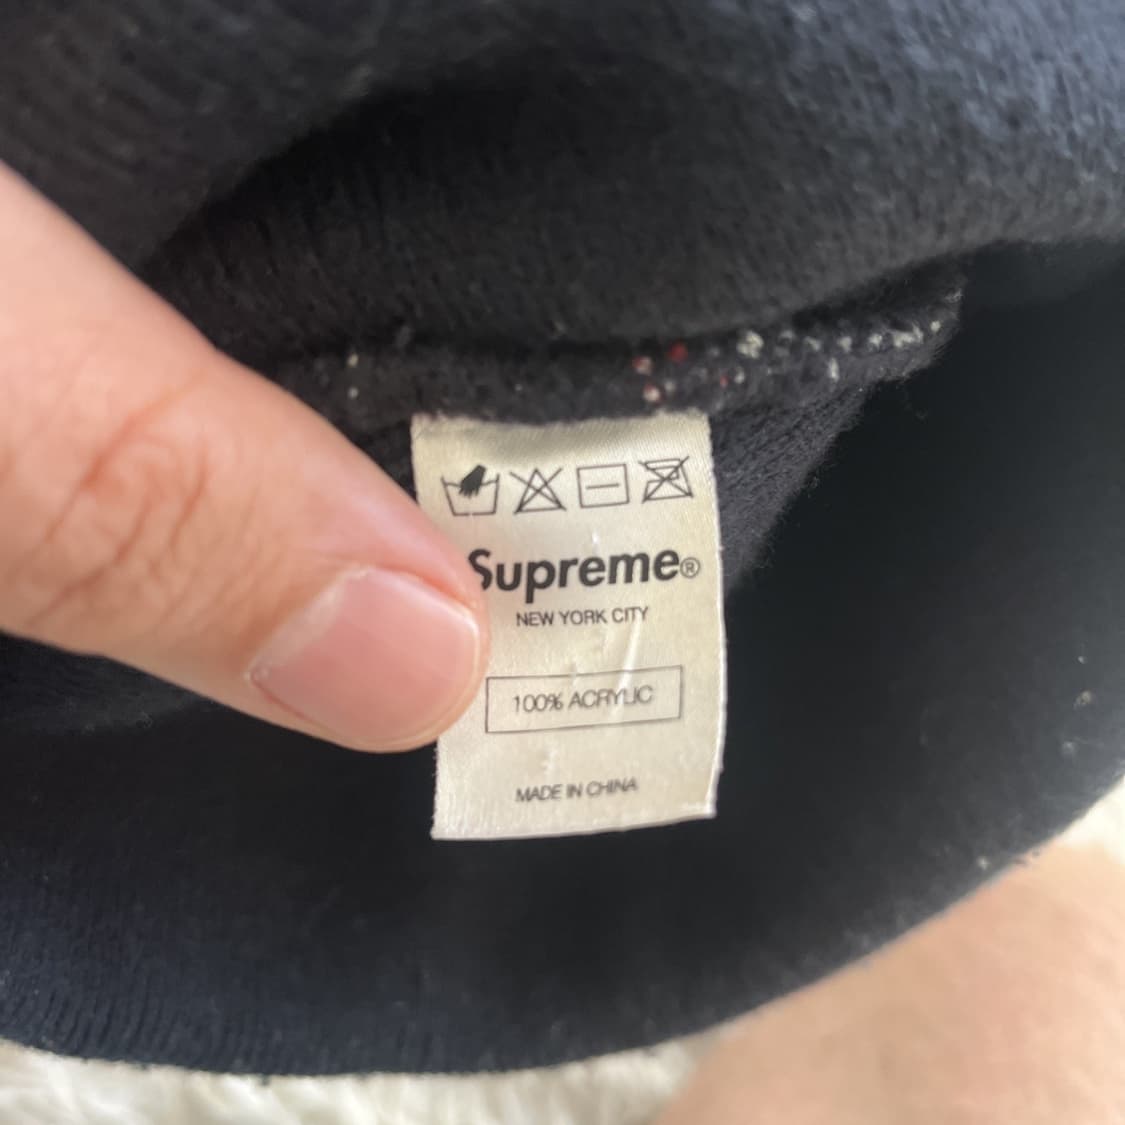 Supreme®
NEW YORK CITY
100% ACRYLIC
MADE IN CHINA